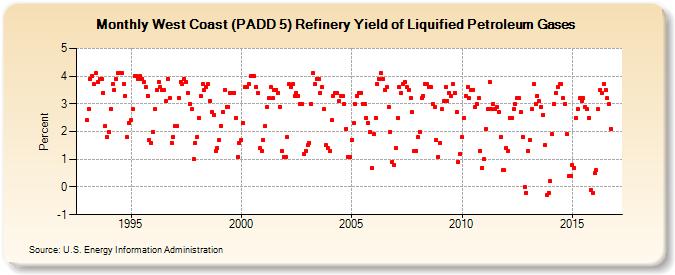 Monthly West Coast (PADD 5) Refinery Yield of Liquified Petroleum Gases
Percent
5
4
3
2
1
0
-1
1995 2000 2005 2010 2015
Source: U.S. Energy Information Administration